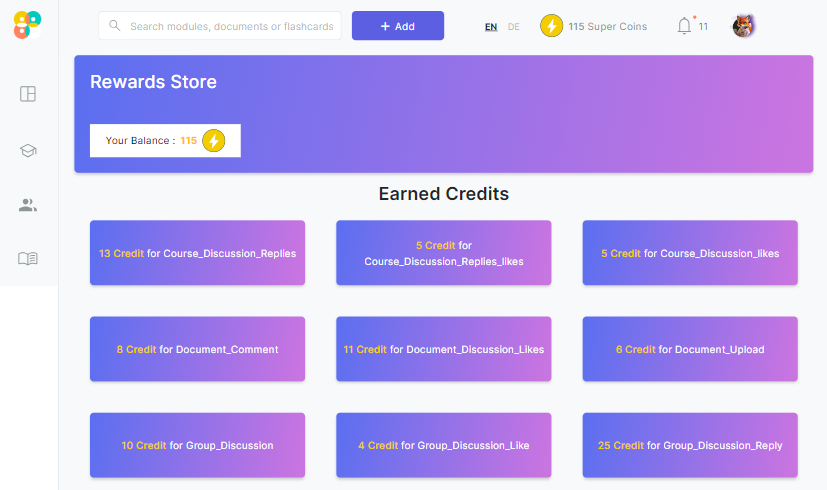 Search modules, documents or flashcards
+ Add
EN DE
115 Super Coins
11
Rewards Store
Your Balance : 115
Earned Credits
13 Credit for Course_Discussion_Replies
5 Credit for
Course_Discussion_Replies_likes
5 Credit for Course_Discussion_likes
8 Credit for Document_Comment
11 Credit for Document_Discussion_Likes
6 Credit for Document_Upload
10 Credit for Group_Discussion
4 Credit for Group_Discussion_Like
25 Credit for Group_Discussion_Reply